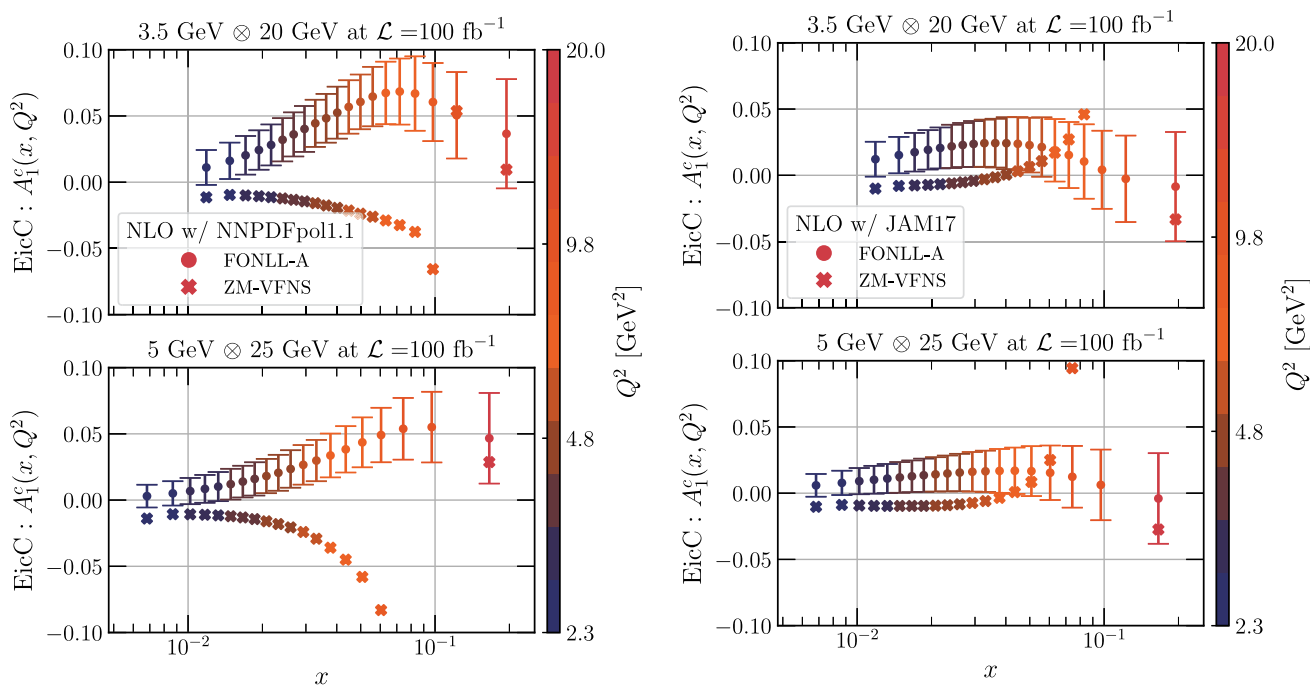 3.5 GeV ⊗ 20 GeV at ℒ =100 fb⁻¹
0.10
0.05
0.00
−0.05
−0.10
EicC : A₁ᶜ(x, Q²)
NLO w/ NNPDFpol1.1
FONLL-A
ZM-VFNS
5 GeV ⊗ 25 GeV at ℒ =100 fb⁻¹
0.10
0.05
0.00
−0.05
−0.10
EicC : A₁ᶜ(x, Q²)
10⁻²
10⁻¹
x
20.0
9.8
4.8
2.3
Q² [GeV²]
3.5 GeV ⊗ 20 GeV at ℒ =100 fb⁻¹
0.10
0.05
0.00
−0.05
−0.10
EicC : A₁ᶜ(x, Q²)
NLO w/ JAM17
FONLL-A
ZM-VFNS
5 GeV ⊗ 25 GeV at ℒ =100 fb⁻¹
0.10
0.05
0.00
−0.05
−0.10
EicC : A₁ᶜ(x, Q²)
10⁻²
10⁻¹
x
20.0
9.8
4.8
2.3
Q² [GeV²]